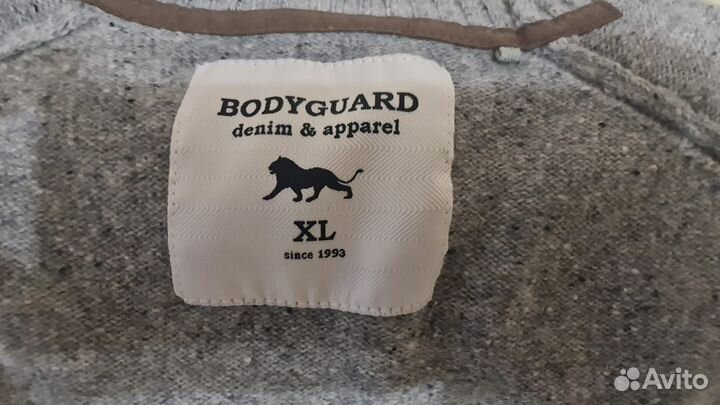 BODYGUARD
denim & apparel
XL
since 1993
Avito